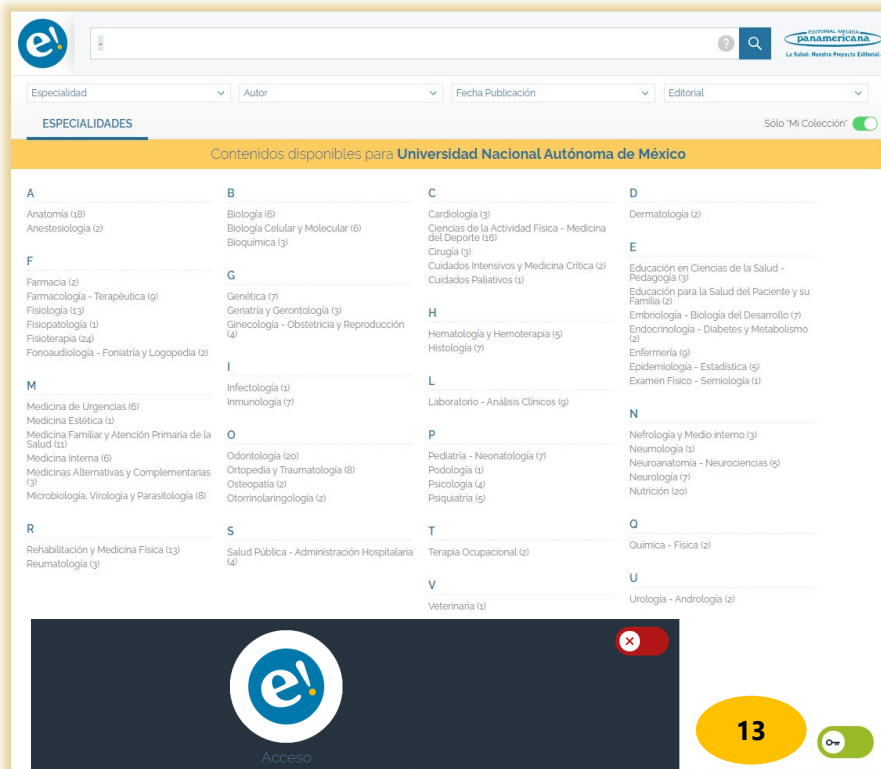 e!
-
?
EDITORIAL MEDICA
panamericana
La Salud: Nuestro Proyecto Editorial.
Especialidad
Autor
Fecha Publicación
Editorial
ESPECIALIDADES
Sólo "Mi Colección"
Contenidos disponibles para Universidad Nacional Autónoma de México
A
Anatomía (18)
Anestesiología (2)
B
Biología (6)
Biología Celular y Molecular (6)
Bioquímica (3)
C
Cardiología (3)
Ciencias de la Actividad Física - Medicina
del Deporte (16)
Cirugía (3)
Cuidados Intensivos y Medicina Crítica (2)
Cuidados Paliativos (1)
D
Dermatología (2)
E
Educación en Ciencias de la Salud -
Pedagogía (3)
Educación para la Salud del Paciente y su
Familia (2)
Embriología - Biología del Desarrollo (7)
Endocrinología - Diabetes y Metabolismo
(2)
Enfermería (9)
Epidemiología - Estadística (5)
Examen Físico - Semiología (1)
F
Farmacia (2)
Farmacología - Terapéutica (9)
Fisiología (13)
Fisiopatología (1)
Fisioterapia (24)
Fonoaudiología - Foniatría y Logopedia (2)
G
Genética (7)
Geriatría y Gerontología (3)
Ginecología - Obstetricia y Reproducción
(4)
H
Hematología y Hemoterapia (5)
Histología (7)
I
Infectología (1)
Inmunología (7)
L
Laboratorio - Análisis Clínicos (9)
M
Medicina de Urgencias (6)
Medicina Estética (1)
Medicina Familiar y Atención Primaria de la
Salud (11)
Medicina Interna (6)
Medicinas Alternativas y Complementarias
(3)
Microbiología, Virología y Parasitología (8)
N
Nefrología y Medio interno (3)
Neumología (1)
Neuroanatomía - Neurociencias (5)
Neurología (7)
Nutrición (20)
O
Odontología (20)
Ortopedia y Traumatología (8)
Osteopatía (2)
Otorrinolaringología (2)
P
Pediatría - Neonatología (7)
Podología (1)
Psicología (4)
Psiquiatría (5)
Q
Química - Física (2)
R
Rehabilitación y Medicina Física (13)
Reumatología (3)
S
Salud Pública - Administración Hospitalaria
(4)
T
Terapia Ocupacional (2)
U
Urología - Andrología (2)
V
Veterinaria (1)
e!
Acceso
13